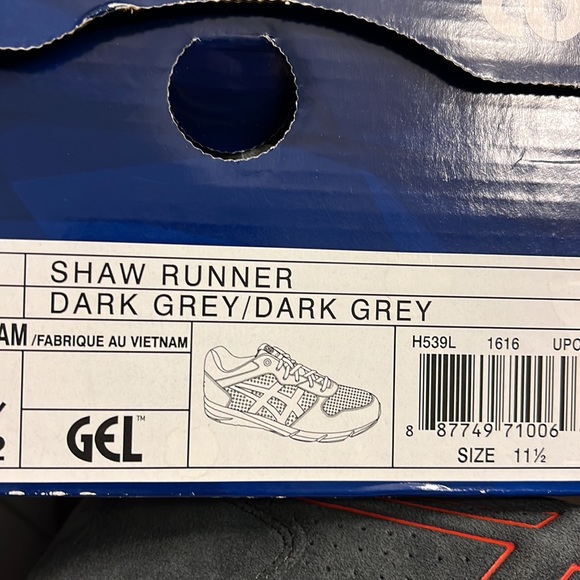 SHAW RUNNER
DARK GREY/DARK GREY
AM/FABRIQUE AU VIETNAM
GEL™
H539L 1616 UPC
8 87749 71006
SIZE 11½